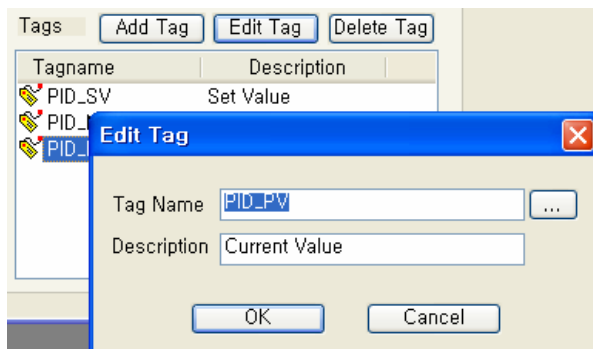 Tags Add Tag Edit Tag Delete Tag
Tagname Description
PID_SV Set Value
Edit Tag
Tag Name PID_PV ...
Description Current Value
OK Cancel